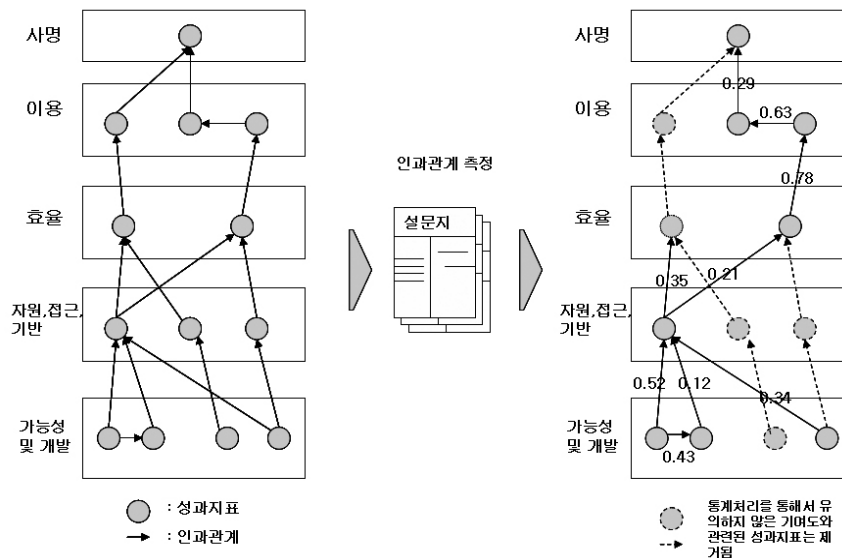 사명
이용
효율
자원,접근,
기반
가능성
및 개발
: 성과지표
: 인과관계
인과관계 측정
설문지
사명
이용
효율
자원,접근,
기반
가능성
및 개발
0.29
0.63
0.78
0.35
0.21
0.52
0.12
0.34
0.43
통계처리를 통해서 유
의하지 않은 기여도와
관련된 성과지표는 제
거됨